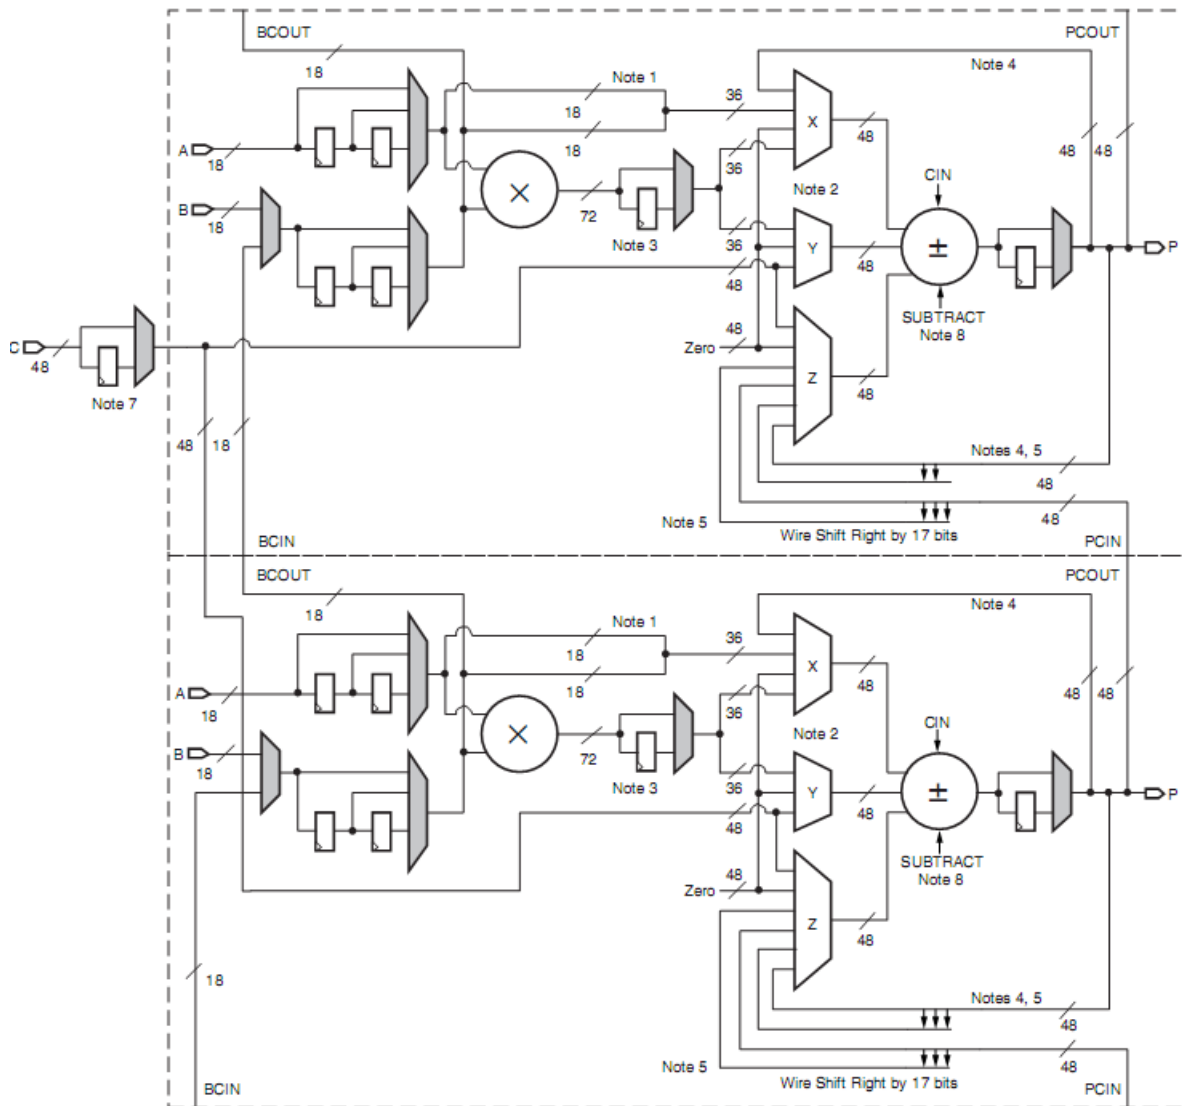 BCOUT
PCOUT
18
Note 1
Note 4
36
18
18
X
48
A
18
36
48
48
CIN
Note 2
B
18
×
72
Note 3
36
Y
48
±
P
48
SUBTRACT
Note 8
C
48
Note 7
48
Zero
Z
48
48
18
Notes 4, 5
48
Note 5
48
Wire Shift Right by 17 bits
BCIN
PCIN
BCOUT
PCOUT
18
Note 1
Note 4
36
18
18
X
48
A
18
36
48
48
CIN
Note 2
B
18
×
72
Note 3
36
Y
48
±
P
48
SUBTRACT
Note 8
48
Zero
Z
48
18
Notes 4, 5
48
Note 5
48
Wire Shift Right by 17 bits
BCIN
PCIN